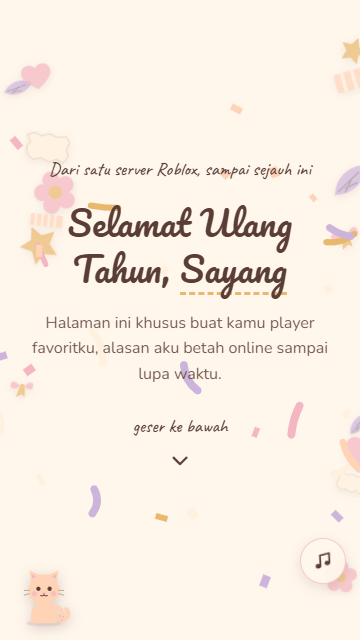 Dari satu server Roblox, sampai sejauh ini
Selamat Ulang
Tahun, Sayang
Halaman ini khusus buat kamu player
favoritku, alasan aku betah online sampai
lupa waktu.
geser ke bawah